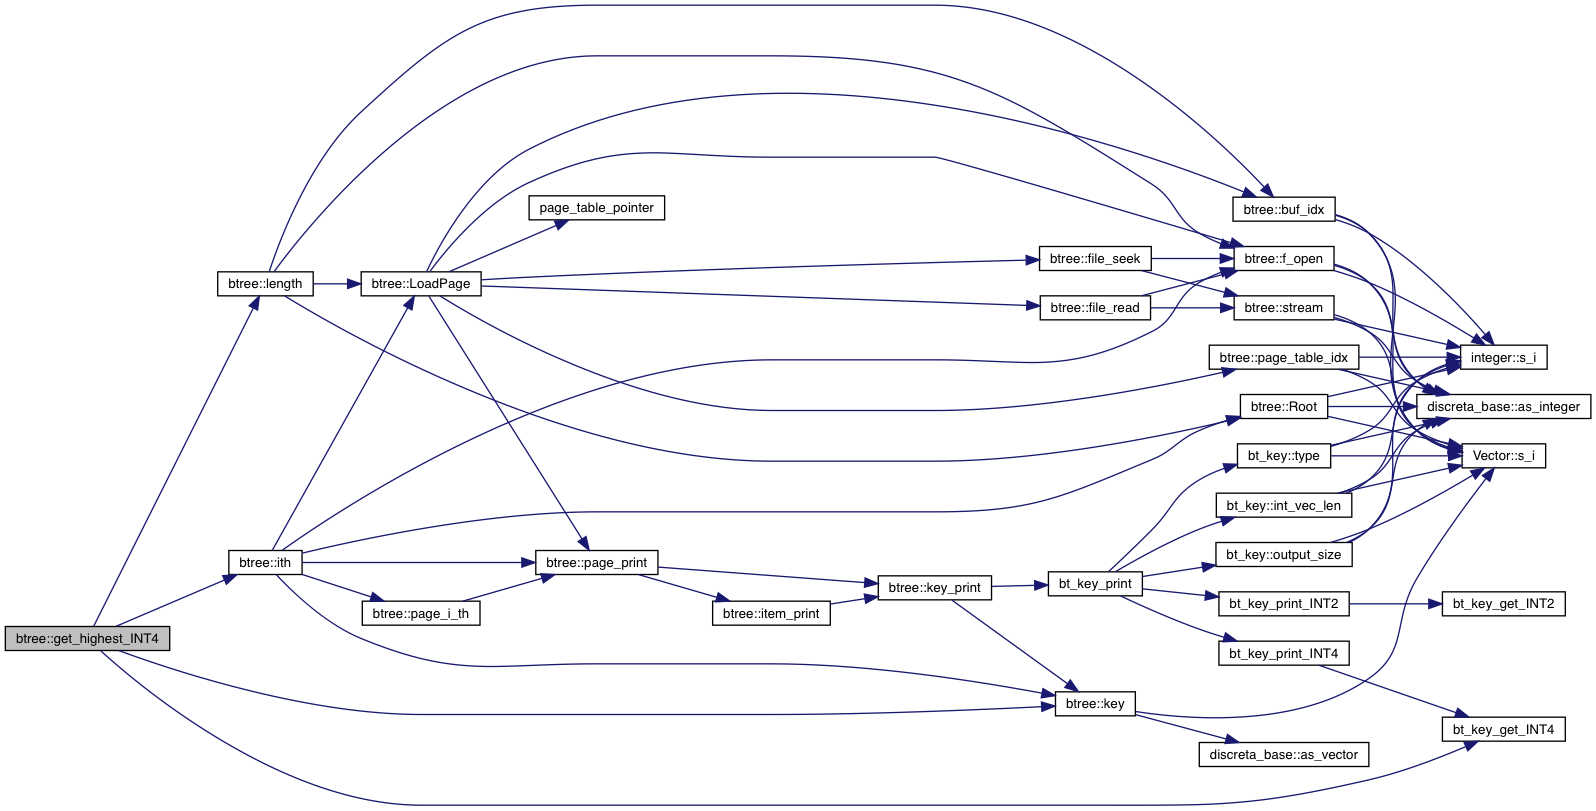 btree::get_highest_INT4
btree::length
btree::ith
btree::LoadPage
btree::page_i_th
page_table_pointer
btree::page_print
btree::item_print
btree::key_print
btree::file_seek
btree::file_read
bt_key_print
btree::key
btree::buf_idx
btree::f_open
btree::stream
btree::page_table_idx
btree::Root
bt_key::type
bt_key::int_vec_len
bt_key::output_size
bt_key_print_INT2
bt_key_print_INT4
discreta_base::as_vector
integer::s_i
discreta_base::as_integer
Vector::s_i
bt_key_get_INT2
bt_key_get_INT4